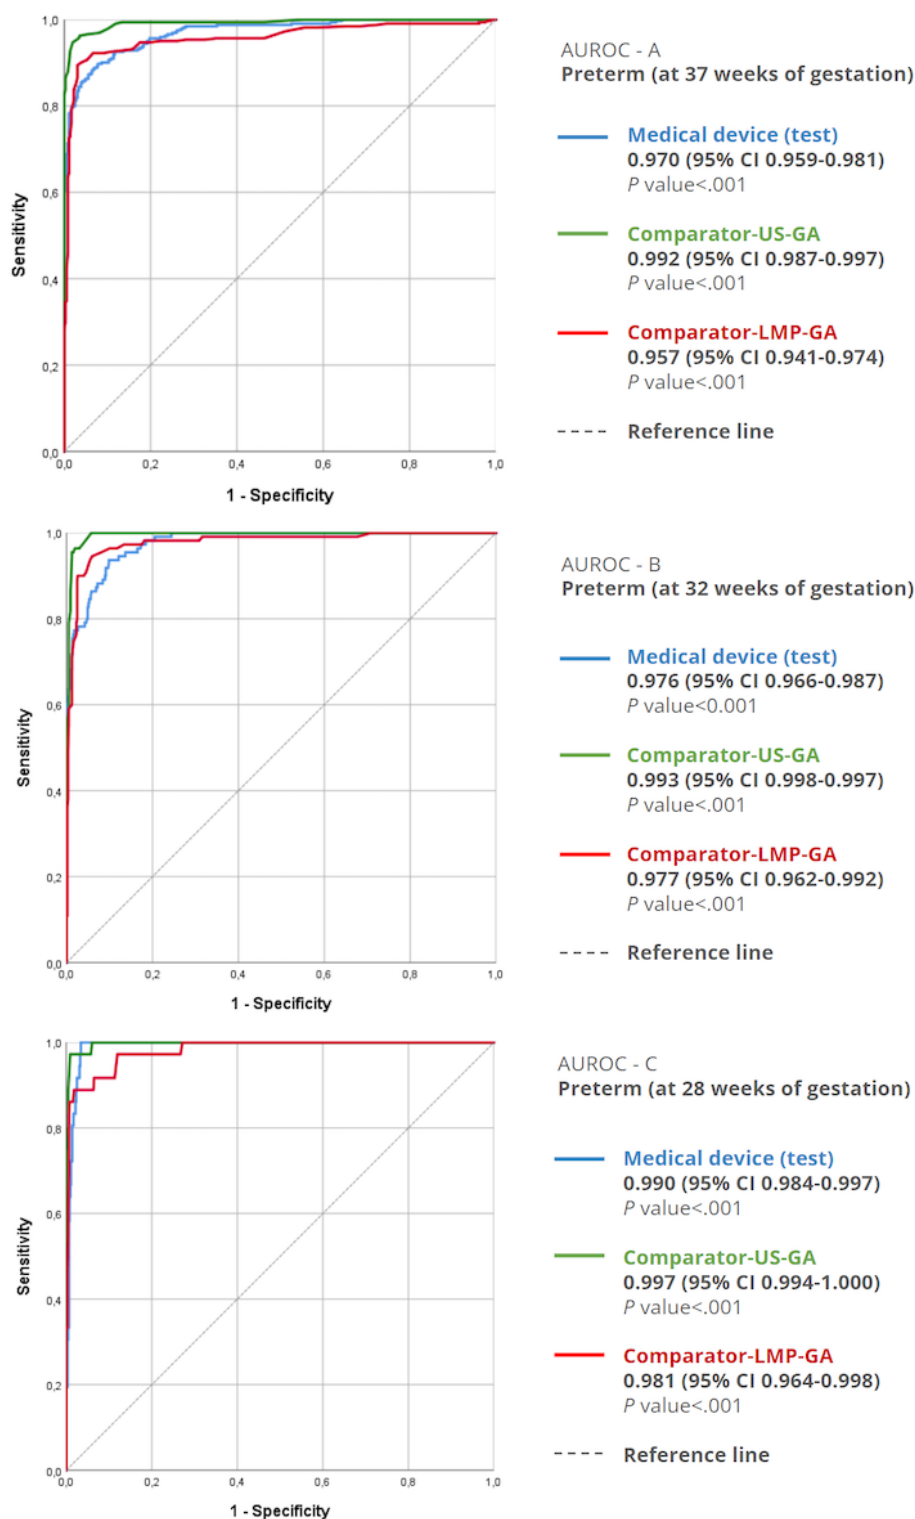 AUROC - A
Preterm (at 37 weeks of gestation)
1,0
0,8
0,6
0,4
0,2
0,0
Sensitivity
0,0 0,2 0,4 0,6 0,8 1,0
1 - Specificity
Medical device (test)
0.970 (95% CI 0.959-0.981)
P value<.001
Comparator-US-GA
0.992 (95% CI 0.987-0.997)
P value<.001
Comparator-LMP-GA
0.957 (95% CI 0.941-0.974)
P value<.001
Reference line
AUROC - B
Preterm (at 32 weeks of gestation)
1,0
0,8
0,6
0,4
0,2
0,0
Sensitivity
0,0 0,2 0,4 0,6 0,8 1,0
1 - Specificity
Medical device (test)
0.976 (95% CI 0.966-0.987)
P value<0.001
Comparator-US-GA
0.993 (95% CI 0.998-0.997)
P value<.001
Comparator-LMP-GA
0.977 (95% CI 0.962-0.992)
P value<.001
Reference line
AUROC - C
Preterm (at 28 weeks of gestation)
1,0
0,8
0,6
0,4
0,2
0,0
Sensitivity
0,0 0,2 0,4 0,6 0,8 1,0
1 - Specificity
Medical device (test)
0.990 (95% CI 0.984-0.997)
P value<.001
Comparator-US-GA
0.997 (95% CI 0.994-1.000)
P value<.001
Comparator-LMP-GA
0.981 (95% CI 0.964-0.998)
P value<.001
Reference line